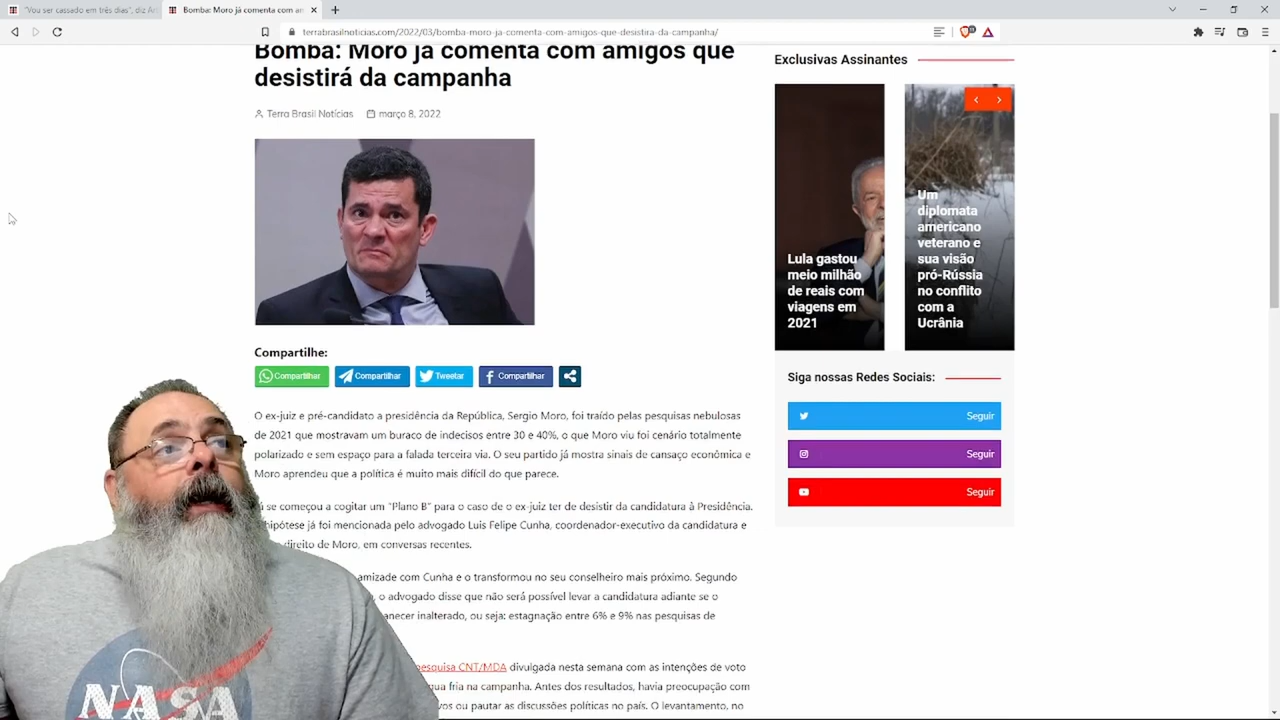 "Vou ser cassado em três dias", diz Art
Bomba: Moro já comenta com am
terrabrasilnoticias.com/2022/03/bomba-moro-ja-comenta-com-amigos-que-desistira-da-campanha/
Bomba: Moro já comenta com amigos que
desistirá da campanha
Terra Brasil Notícias março 8, 2022
Compartilhe:
Compartilhar Compartilhar Tweetar Compartilhar
O ex-juiz e pré-candidato a presidência da República, Sergio Moro, foi traído pelas pesquisas nebulosas
de 2021 que mostravam um buraco de indecisos entre 30 e 40%, o que Moro viu foi cenário totalmente
polarizado e sem espaço para a falada terceira via. O seu partido já mostra sinais de cansaço econômica e
Moro aprendeu que a política é muito mais difícil do que parece.
á se começou a cogitar um "Plano B" para o caso de o ex-juiz ter de desistir da candidatura à Presidência.
hipótese já foi mencionada pelo advogado Luis Felipe Cunha, coordenador-executivo da candidatura e
direito de Moro, em conversas recentes.
amizade com Cunha e o transformou no seu conselheiro mais próximo. Segundo
o advogado disse que não será possível levar a candidatura adiante se o
anecer inalterado, ou seja: estagnação entre 6% e 9% nas pesquisas de
esquisa CNT/MDA divulgada nesta semana com as intenções de voto
gua fria na campanha. Antes dos resultados, havia preocupação com
vos ou pautar as discussões políticas no país. O levantamento, no
Exclusivas Assinantes
Lula gastou
meio milhão
de reais com
viagens em
2021
Um
diplomata
americano
veterano e
sua visão
pró-Rússia
no conflito
com a
Ucrânia
Siga nossas Redes Sociais:
Seguir
Seguir
Seguir
NASA